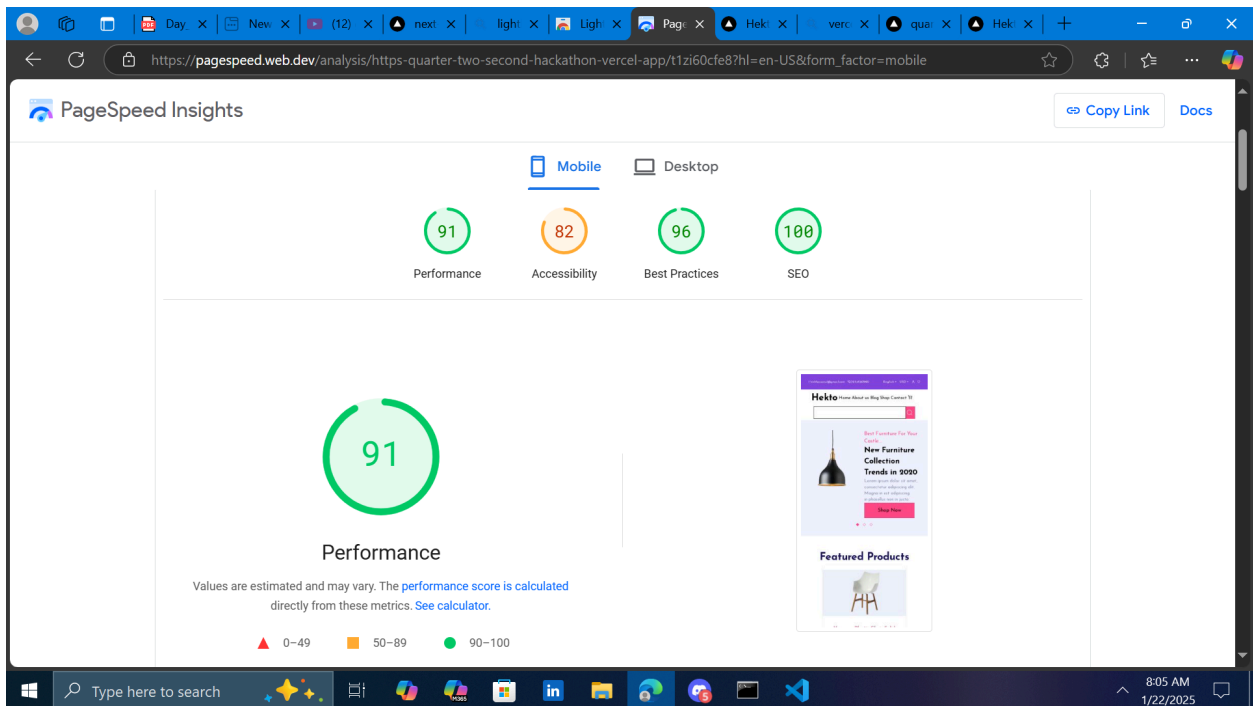 Day_
New
(12)
next
light
Ligh
Page
Hekt
verc
quar
Hekt
https://pagespeed.web.dev/analysis/https-quarter-two-second-hackathon-vercel-app/t1zi60cfe8?hl=en-US&form_factor=mobile
PageSpeed Insights
Copy Link
Docs
Mobile
Desktop
91
82
96
100
Performance
Accessibility
Best Practices
SEO
91
Performance
Values are estimated and may vary. The performance score is calculated
directly from these metrics. See calculator.
0–49
50–89
90–100
Hekto Home About us Blog Shop Contact
Best Furniture For Your
Castle...
New Furniture
Collection
Trends in 2020
Shop Now
Featured Products
Type here to search
8:05 AM
1/22/2025